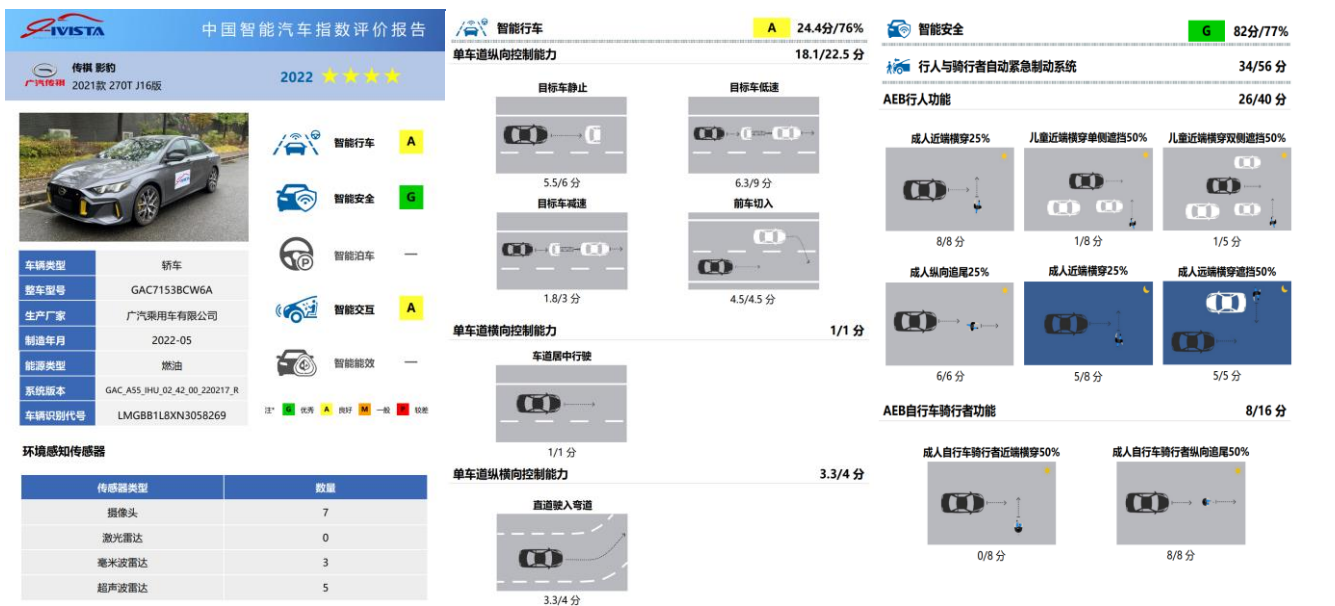 i-VISTA
中国智能汽车指数评价报告
广汽传祺
传祺 影豹
2021款 270T J16版
2022
智能行车 A
智能安全 G
智能泊车 —
智能交互 A
智能能效 —
注* G 优秀 A 良好 M 一般 P 较差
车辆类型 轿车
整车型号 GAC7153BCW6A
生产厂家 广汽乘用车有限公司
制造年月 2022-05
能源类型 燃油
系统版本 GAC_A55_IHU_02_42_00_220217_R
车辆识别代号 LMGBB1L8XN3058269
环境感知传感器
传感器类型 数量
摄像头 7
激光雷达 0
毫米波雷达 3
超声波雷达 5
智能行车 A 24.4分/76%
单车道纵向控制能力 18.1/22.5 分
目标车静止 目标车低速
5.5/6 分 6.3/9 分
目标车减速 前车切入
1.8/3 分 4.5/4.5 分
单车道横向控制能力 1/1 分
车道居中行驶
1/1 分
单车道纵横向控制能力 3.3/4 分
直道驶入弯道
3.3/4 分
智能安全 G 82分/77%
行人与骑行者自动紧急制动系统 34/56 分
AEB行人功能 26/40 分
成人近端横穿25% 儿童近端横穿单侧遮挡50% 儿童近端横穿双侧遮挡50%
8/8 分 1/8 分 1/5 分
成人纵向追尾25% 成人近端横穿25% 成人远端横穿遮挡50%
6/6 分 5/8 分 5/5 分
AEB自行车骑行者功能 8/16 分
成人自行车骑行者近端横穿50% 成人自行车骑行者纵向追尾50%
0/8 分 8/8 分